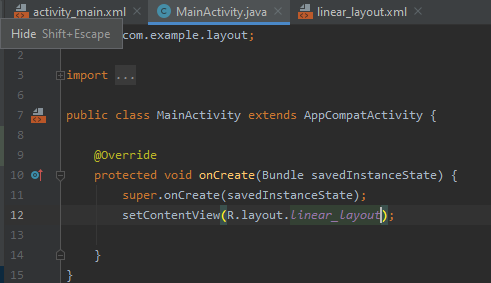 activity_main.xml MainActivity.java linear_layout.xml
Hide Shift+Escape
com.example.layout;
2
3 import ...
6
7 public class MainActivity extends AppCompatActivity {
8
9 @Override
10 protected void onCreate(Bundle savedInstanceState) {
11 super.onCreate(savedInstanceState);
12 setContentView(R.layout.linear_layout);
13
14 }
15 }